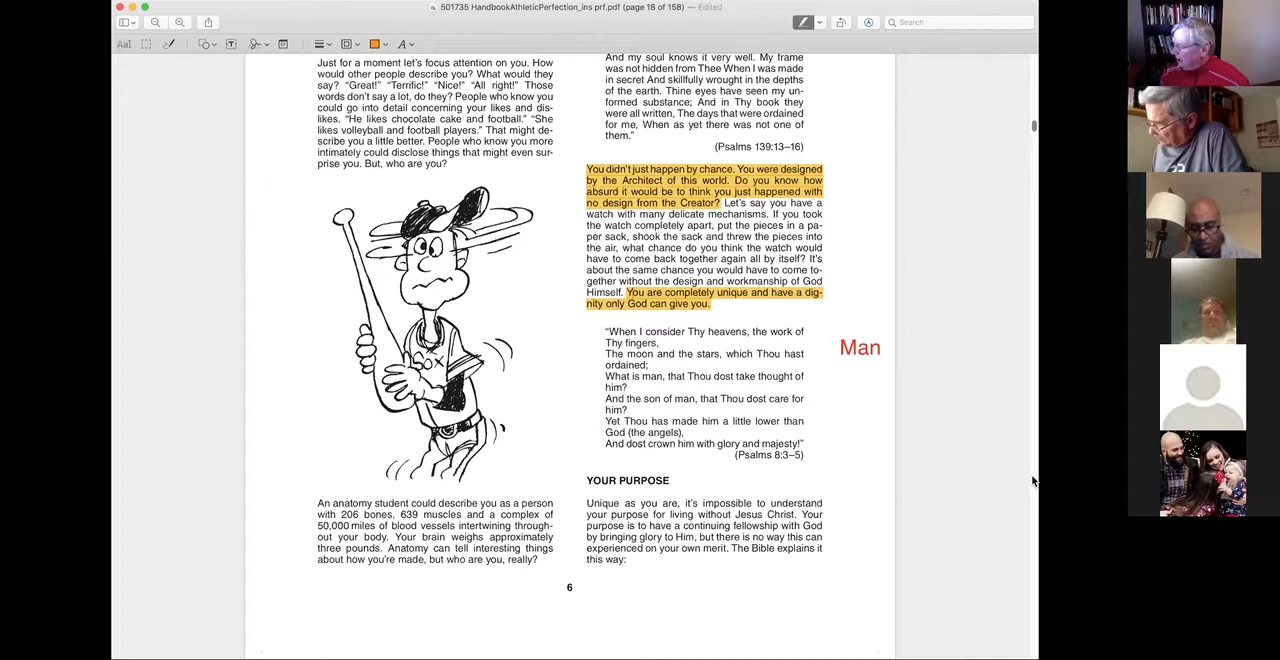 501735 HandbookAthleticPerfection_ins prf.pdf (page 18 of 158) — Edited
Search
AaI
T
A
Just for a moment let's focus attention on you. How
would other people describe you? What would they
say? "Great!" "Terrific!" "Nice!" "All right!" Those
words don't say a lot, do they? People who know you
could go into detail concerning your likes and dis-
likes. "He likes chocolate cake and football." "She
likes volleyball and football players." That might de-
scribe you a little better. People who know you more
intimately could disclose things that might even sur-
prise you. But, who are you?
SOX
An anatomy student could describe you as a person
with 206 bones, 639 muscles and a complex of
50,000 miles of blood vessels intertwining through-
out your body. Your brain weighs approximately
three pounds. Anatomy can tell interesting things
about how you're made, but who are you, really?
And my soul knows it very well. My frame
was not hidden from Thee When I was made
in secret And skillfully wrought in the depths
of the earth. Thine eyes have seen my un-
formed substance; And in Thy book they
were all written, The days that were ordained
for me, When as yet there was not one of
them."
(Psalms 139:13–16)
You didn't just happen by chance. You were designed
by the Architect of this world. Do you know how
absurd it would be to think you just happened with
no design from the Creator? Let's say you have a
watch with many delicate mechanisms. If you took
the watch completely apart, put the pieces in a pa-
per sack, shook the sack and threw the pieces into
the air, what chance do you think the watch would
have to come back together again all by itself? It's
about the same chance you would have to come to-
gether without the design and workmanship of God
Himself. You are completely unique and have a dig-
nity only God can give you.
"When I consider Thy heavens, the work of
Thy fingers,
The moon and the stars, which Thou hast
ordained;
What is man, that Thou dost take thought of
him?
And the son of man, that Thou dost care for
him?
Yet Thou has made him a little lower than
God (the angels),
And dost crown him with glory and majesty!"
(Psalms 8:3–5)
Man
YOUR PURPOSE
Unique as you are, it's impossible to understand
your purpose for living without Jesus Christ. Your
purpose is to have a continuing fellowship with God
by bringing glory to Him, but there is no way this can
experienced on your own merit. The Bible explains it
this way:
6